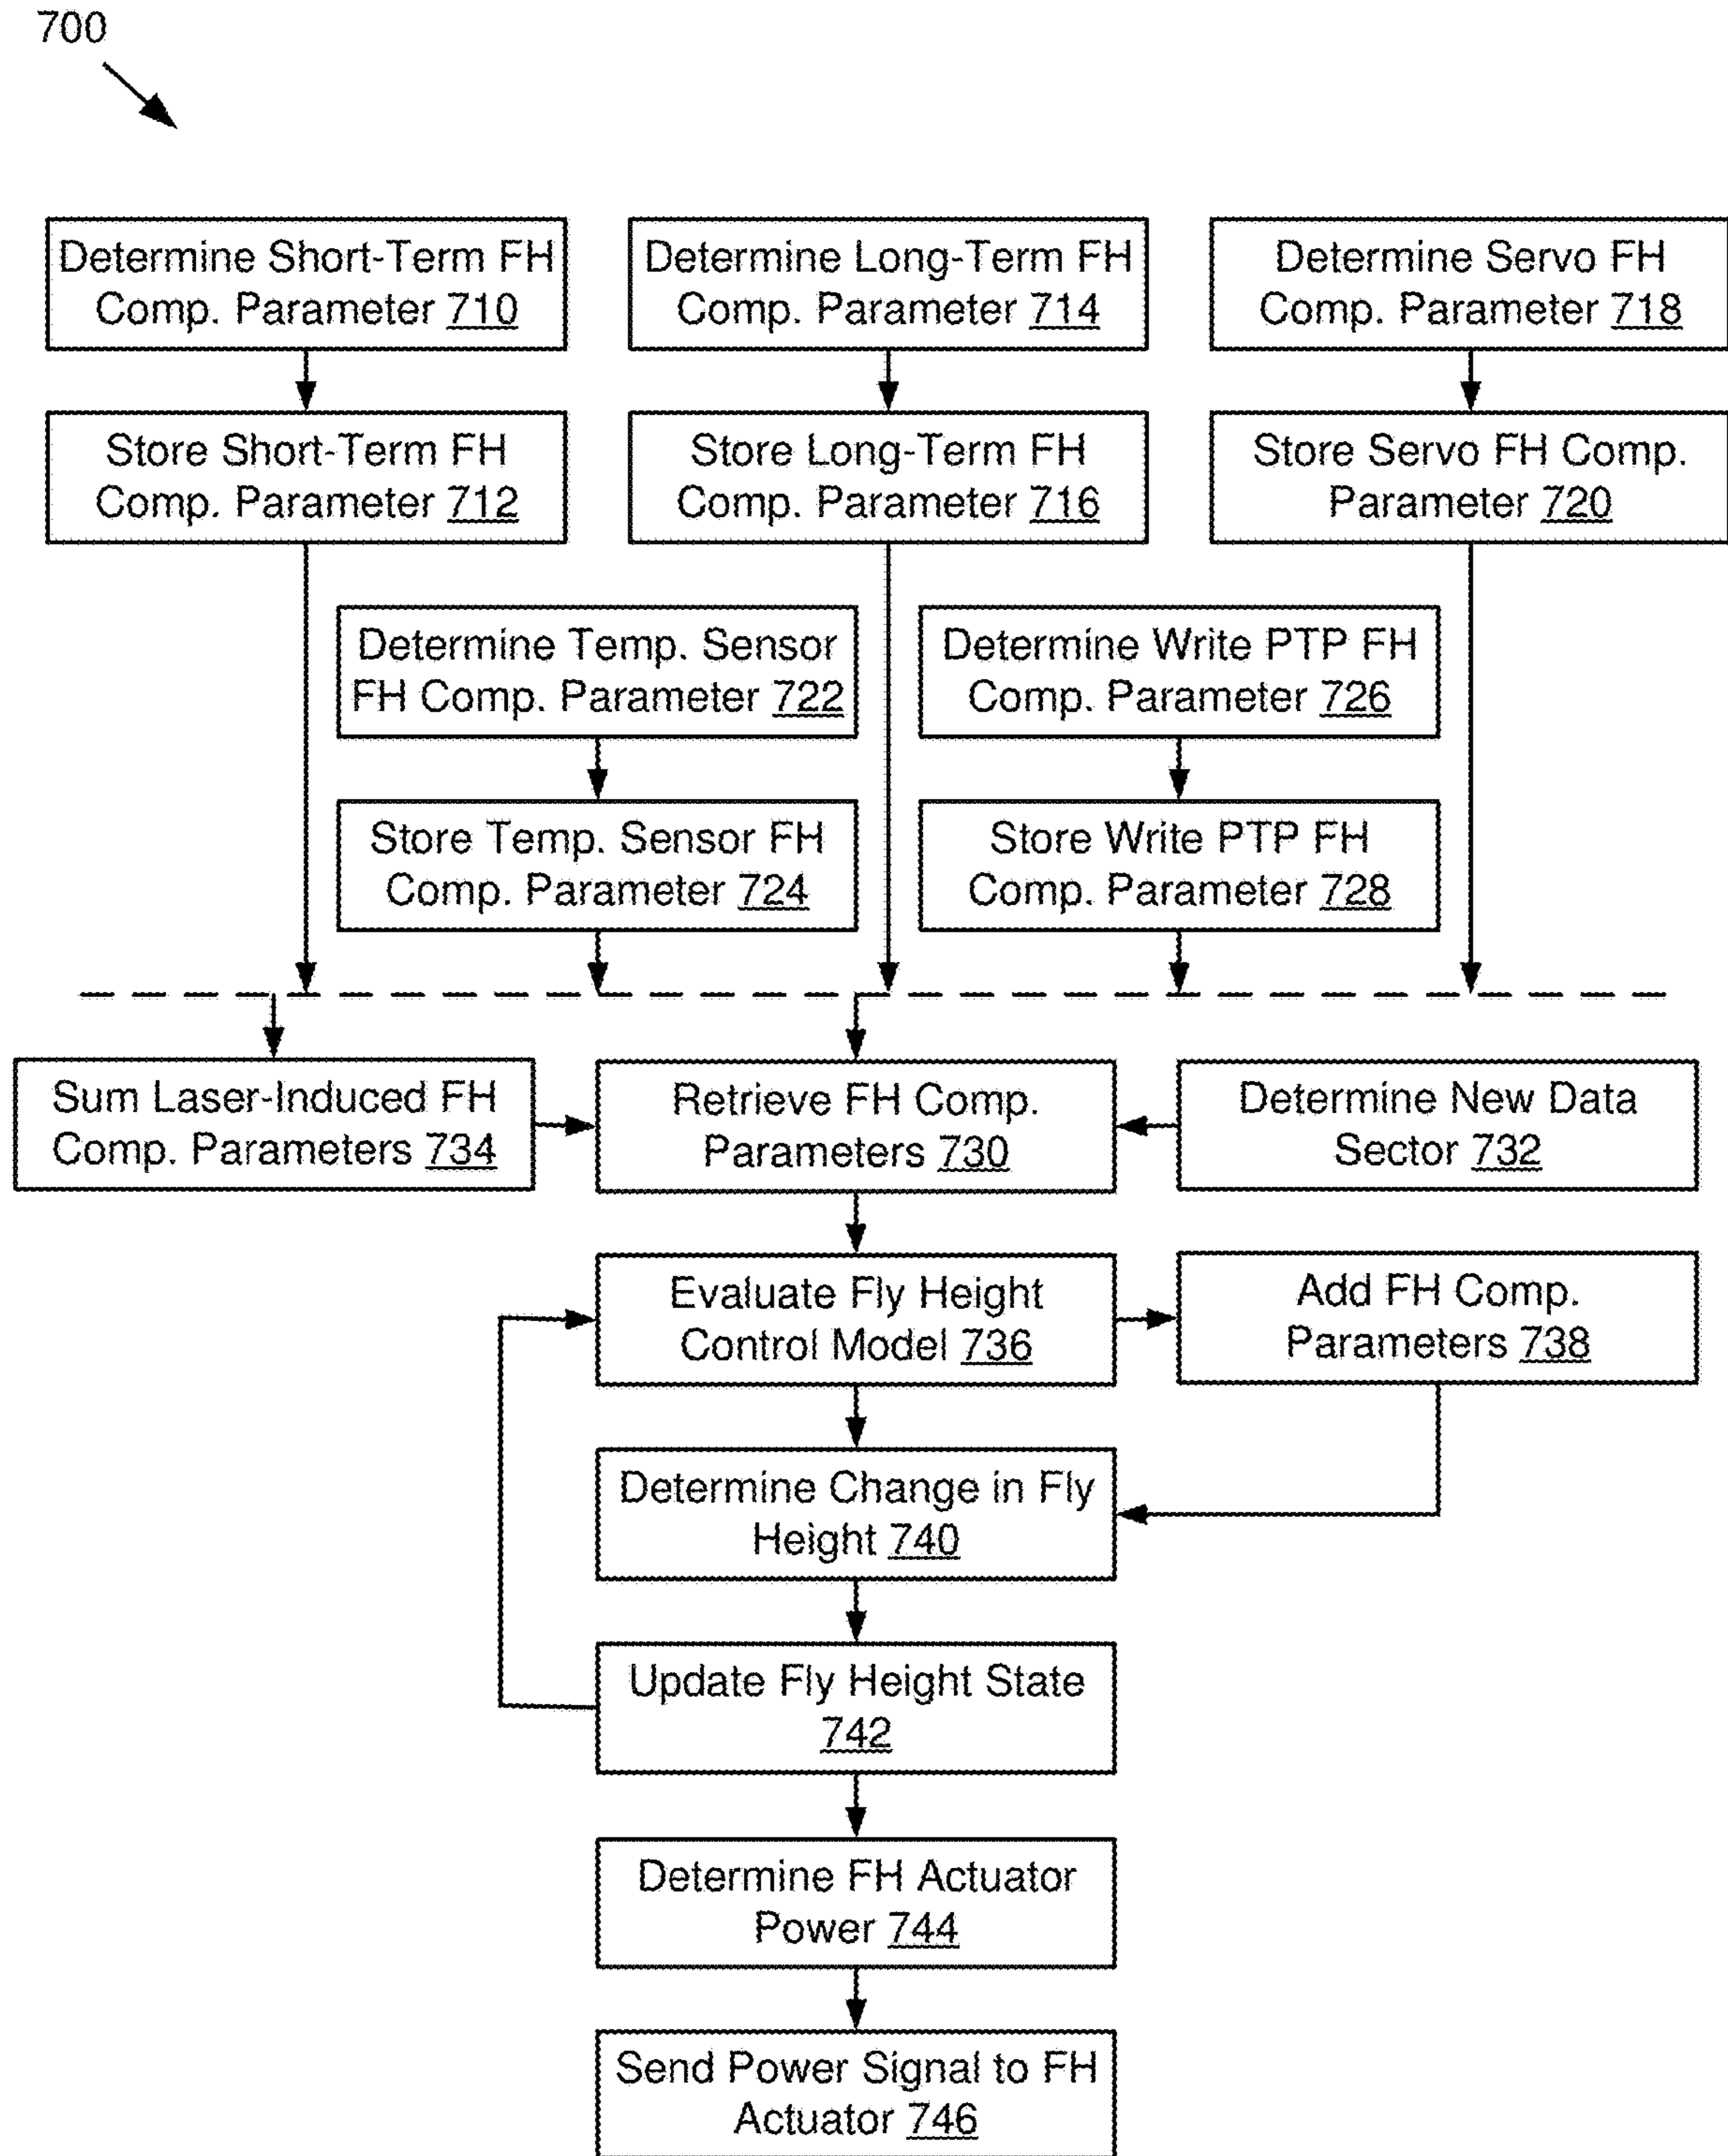 700
Determine Short-Term FH
Comp. Parameter 710
Determine Long-Term FH
Comp. Parameter 714
Determine Servo FH
Comp. Parameter 718
Store Short-Term FH
Comp. Parameter 712
Store Long-Term FH
Comp. Parameter 716
Store Servo FH Comp.
Parameter 720
Determine Temp. Sensor
FH Comp. Parameter 722
Determine Write PTP FH
Comp. Parameter 726
Store Temp. Sensor FH
Comp. Parameter 724
Store Write PTP FH
Comp. Parameter 728
Sum Laser-Induced FH
Comp. Parameters 734
Retrieve FH Comp.
Parameters 730
Determine New Data
Sector 732
Evaluate Fly Height
Control Model 736
Add FH Comp.
Parameters 738
Determine Change in Fly
Height 740
Update Fly Height State
742
Determine FH Actuator
Power 744
Send Power Signal to FH
Actuator 746